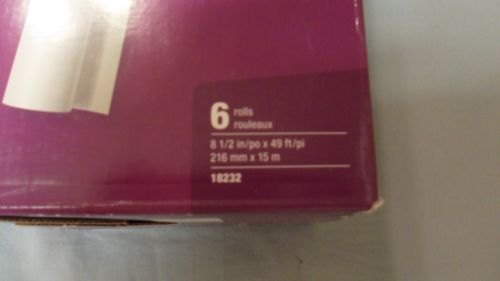 6 rolls
rouleaux
8 1/2 in/po x 49 ft/pi
216 mm x 15 m
18232